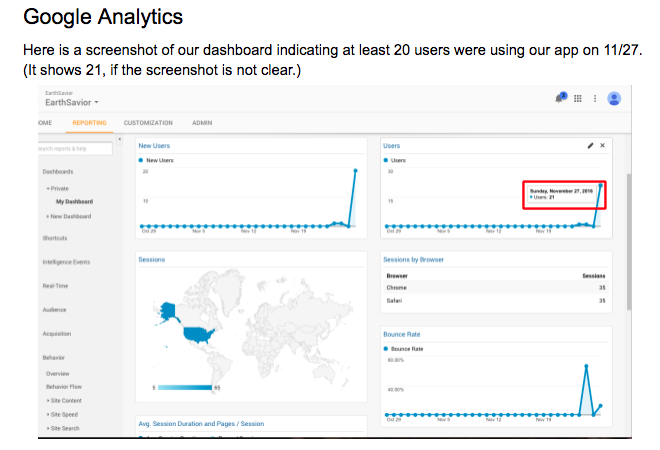 Google Analytics
Here is a screenshot of our dashboard indicating at least 20 users were using our app on 11/27.
(It shows 21, if the screenshot is not clear.)
EarthSavior
EarthSavior
OME REPORTING CUSTOMIZATION ADMIN
earch reports & help
Dashboards
Private
My Dashboard
New Dashboard
Shortcuts
Intelligence Events
Real-Time
Audience
Acquisition
Behavior
Overview
Behavior Flow
Site Content
Site Speed
Site Search
New Users
New Users
20
10
Oct 29 Nov 5 Nov 12 Nov 19
Users
Users
30
15
Sunday, November 27, 2016
Users: 21
Oct 29 Nov 5 Nov 12 Nov 19
Sessions
5 65
Sessions by Browser
Browser Sessions
Chrome 35
Safari 35
Bounce Rate
Bounce Rate
80.00%
40.00%
Oct 29 Nov 5 Nov 12 Nov 19
Avg. Session Duration and Pages / Session